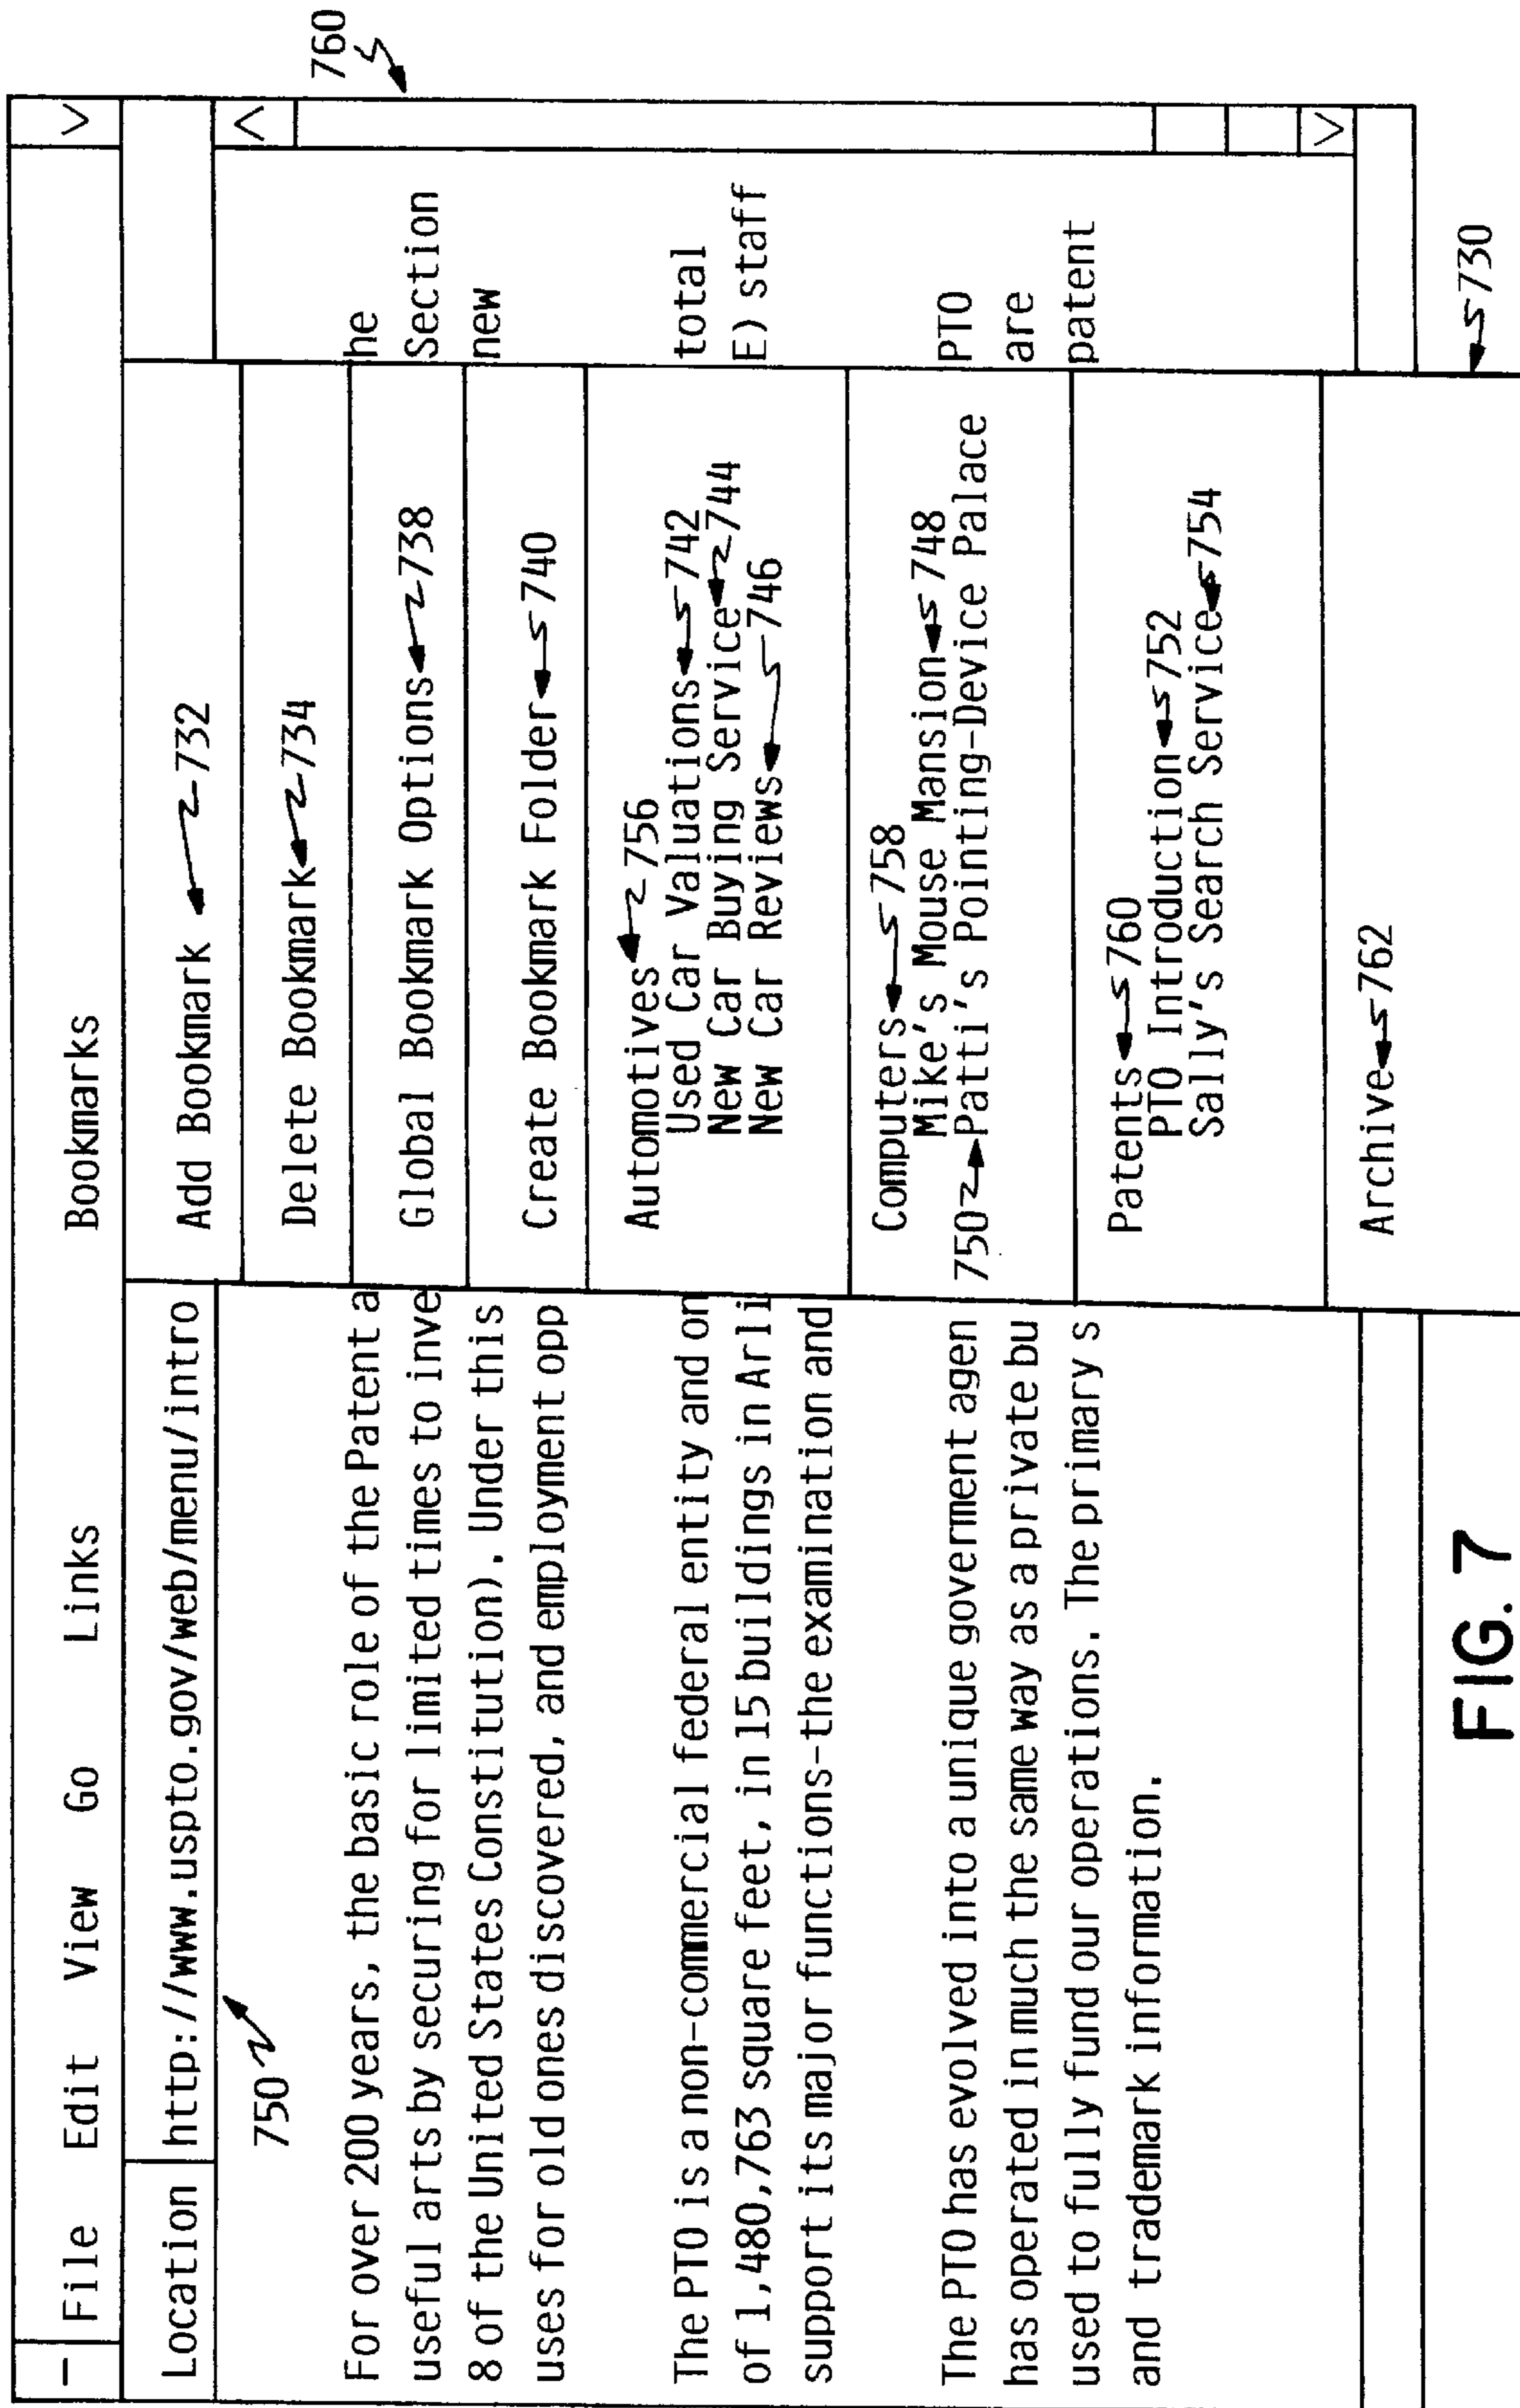 760
– File Edit View Go Links Bookmarks
Location http://www.uspto.gov/web/menu/intro
750
Add Bookmark 732
Delete Bookmark 734
Global Bookmark Options 738
Create Bookmark Folder 740
Automotives 756
Used Car Valuations 742
New Car Buying Service 744
New Car Reviews 746
Computers 758
Mike's Mouse Mansion 748
750 Patti's Pointing-Device Palace
Patents 760
PTO Introduction 752
Sally's Search Service 754
Archive 762
730
For over 200 years, the basic role of the Patent a
useful arts by securing for limited times to inve
8 of the United States Constitution). Under this
uses for old ones discovered, and employment opp
The PTO is a non-commercial federal entity and on
of 1,480,763 square feet, in 15 buildings in Arli
support its major functions-the examination and
The PTO has evolved into a unique goverment agen
has operated in much the same way as a private bu
used to fully fund our operations. The primary s
and trademark information.
he
Section
new
total
E) staff
PTO
are
patent
FIG. 7